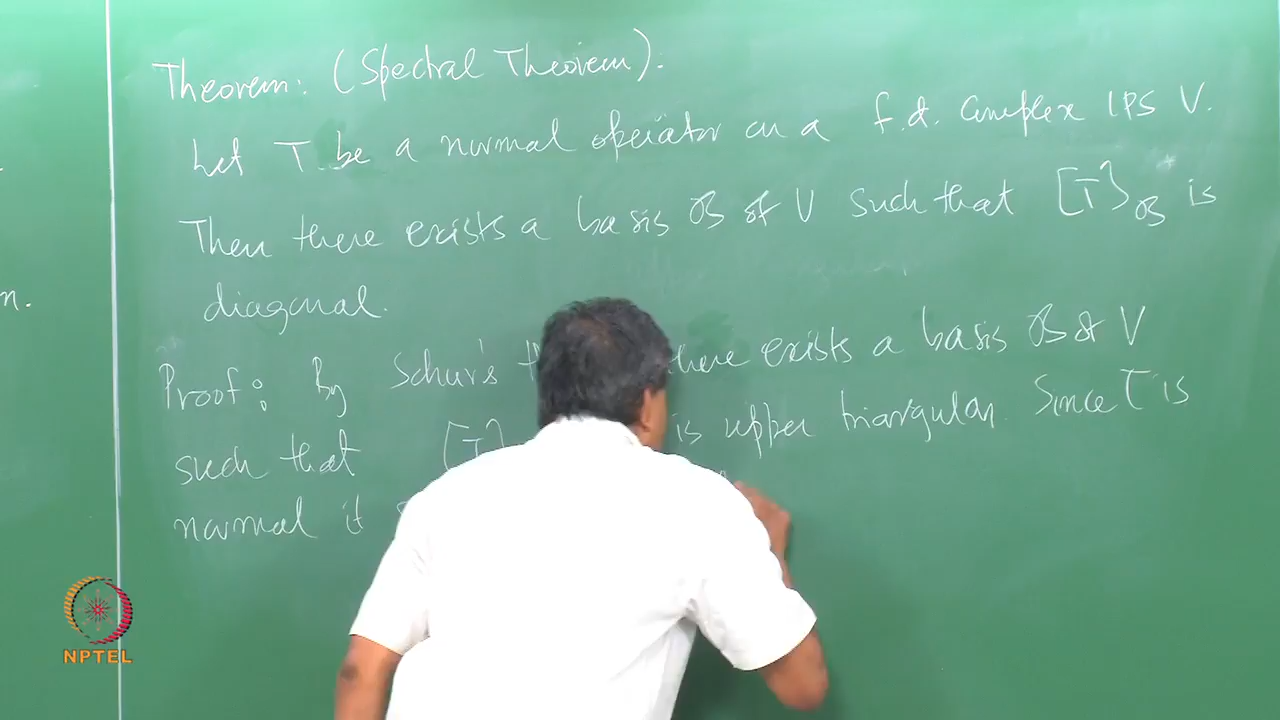 Theorem: (Spectral Theorem).
Let T be a normal operator on a f.d. complex IPS V.
Then there exists a basis B of V such that [T]_B is
diagonal.
n.
Proof: By Schur's there exists a basis B of V
such that [T] is upper triangular. Since T is
normal it
NPTEL